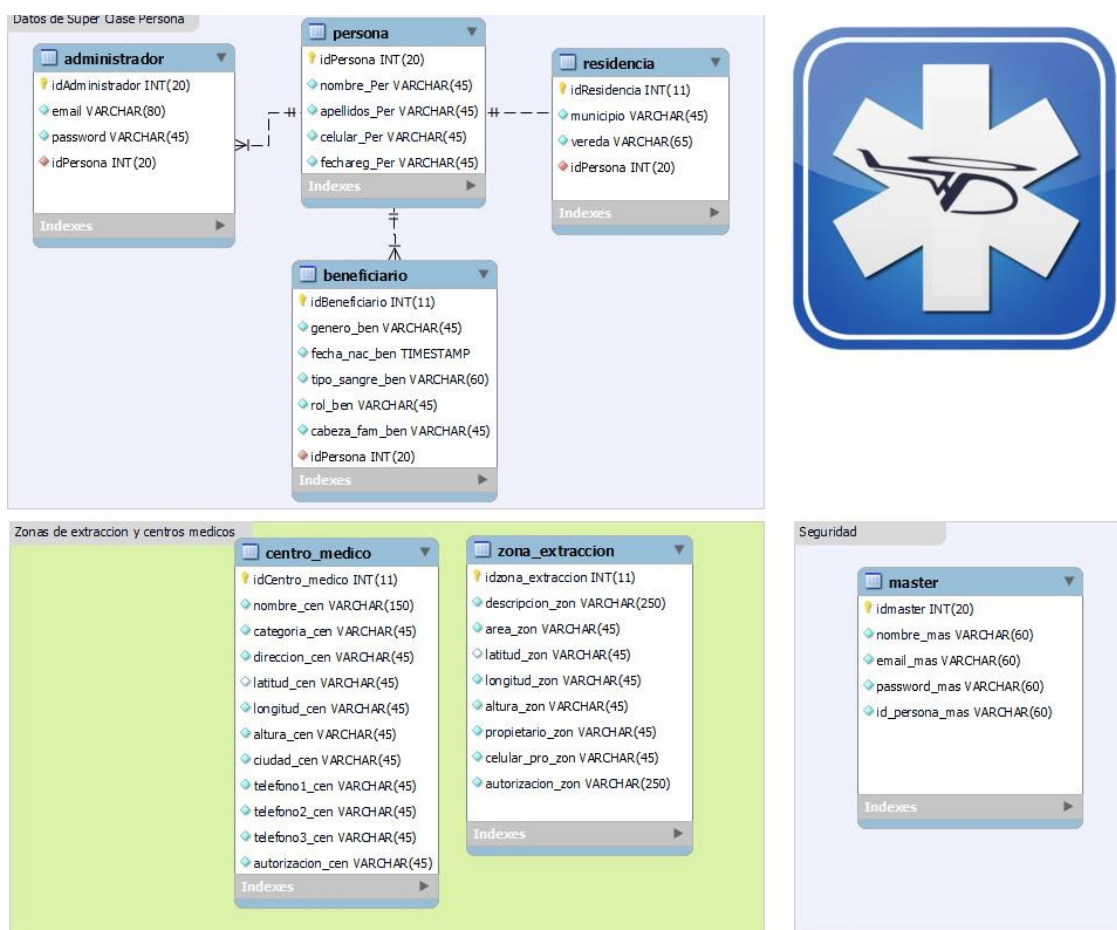 Datos de Super Clase Persona
administrador
idAdministrador INT(20)
email VARCHAR(80)
password VARCHAR(45)
idPersona INT(20)
Indexes
persona
idPersona INT(20)
nombre_Per VARCHAR(45)
apellidos_Per VARCHAR(45)
celular_Per VARCHAR(45)
fechareg_Per VARCHAR(45)
Indexes
residencia
idResidencia INT(11)
municipio VARCHAR(45)
vereda VARCHAR(65)
idPersona INT(20)
Indexes
beneficiario
idBeneficiario INT(11)
genero_ben VARCHAR(45)
fecha_nac_ben TIMESTAMP
tipo_sangre_ben VARCHAR(60)
rol_ben VARCHAR(45)
cabeza_fam_ben VARCHAR(45)
idPersona INT(20)
Indexes
Zonas de extraccion y centros medicos
centro_medico
idCentro_medico INT(11)
nombre_cen VARCHAR(150)
categoria_cen VARCHAR(45)
direccion_cen VARCHAR(45)
latitud_cen VARCHAR(45)
longitud_cen VARCHAR(45)
altura_cen VARCHAR(45)
ciudad_cen VARCHAR(45)
telefono1_cen VARCHAR(45)
telefono2_cen VARCHAR(45)
telefono3_cen VARCHAR(45)
autorizacion_cen VARCHAR(45)
Indexes
zona_extraccion
idzona_extraccion INT(11)
descripcion_zon VARCHAR(250)
area_zon VARCHAR(45)
latitud_zon VARCHAR(45)
longitud_zon VARCHAR(45)
altura_zon VARCHAR(45)
propietario_zon VARCHAR(45)
celular_pro_zon VARCHAR(45)
autorizacion_zon VARCHAR(250)
Indexes
Seguridad
master
idmaster INT(20)
nombre_mas VARCHAR(60)
email_mas VARCHAR(60)
password_mas VARCHAR(60)
id_persona_mas VARCHAR(60)
Indexes